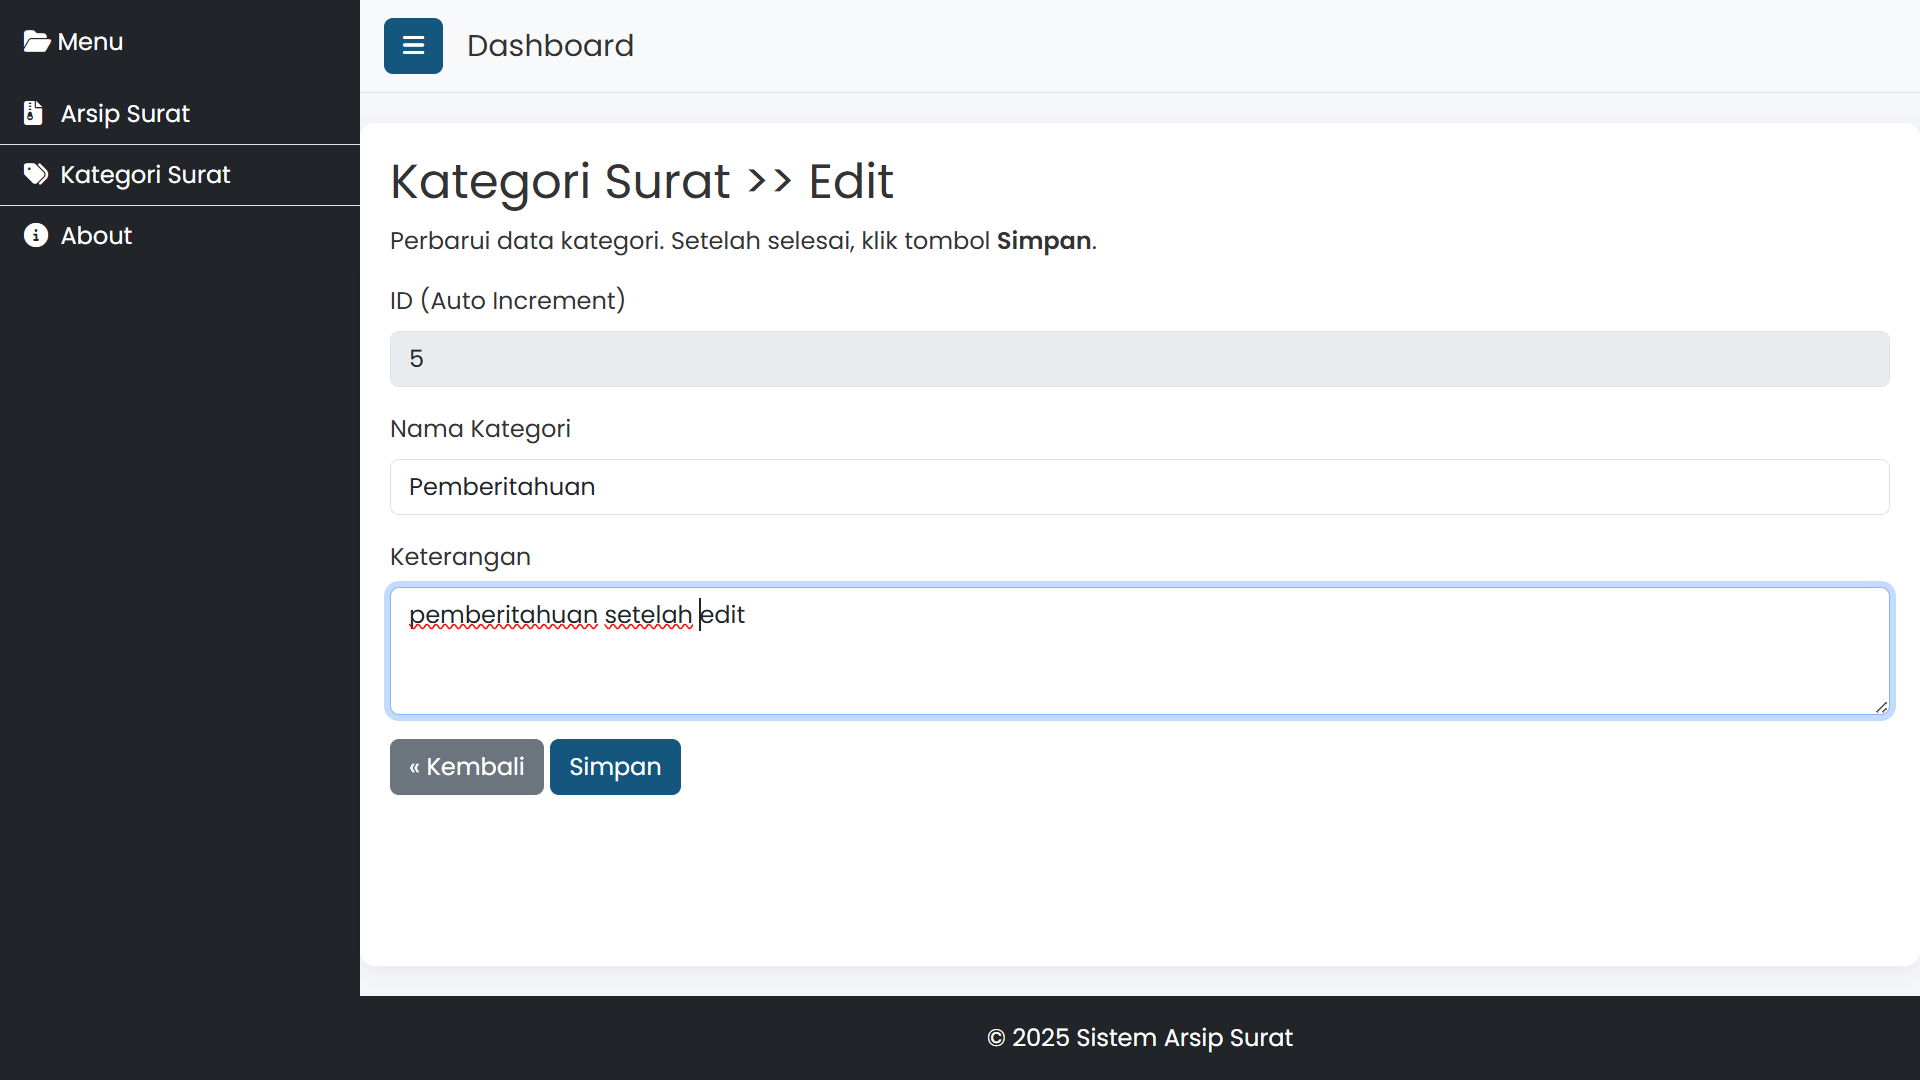 Menu
Arsip Surat
Kategori Surat
About
Dashboard
Kategori Surat >> Edit
Perbarui data kategori. Setelah selesai, klik tombol Simpan.
ID (Auto Increment)
5
Nama Kategori
Pemberitahuan
Keterangan
pemberitahuan setelah edit
« Kembali
Simpan
© 2025 Sistem Arsip Surat